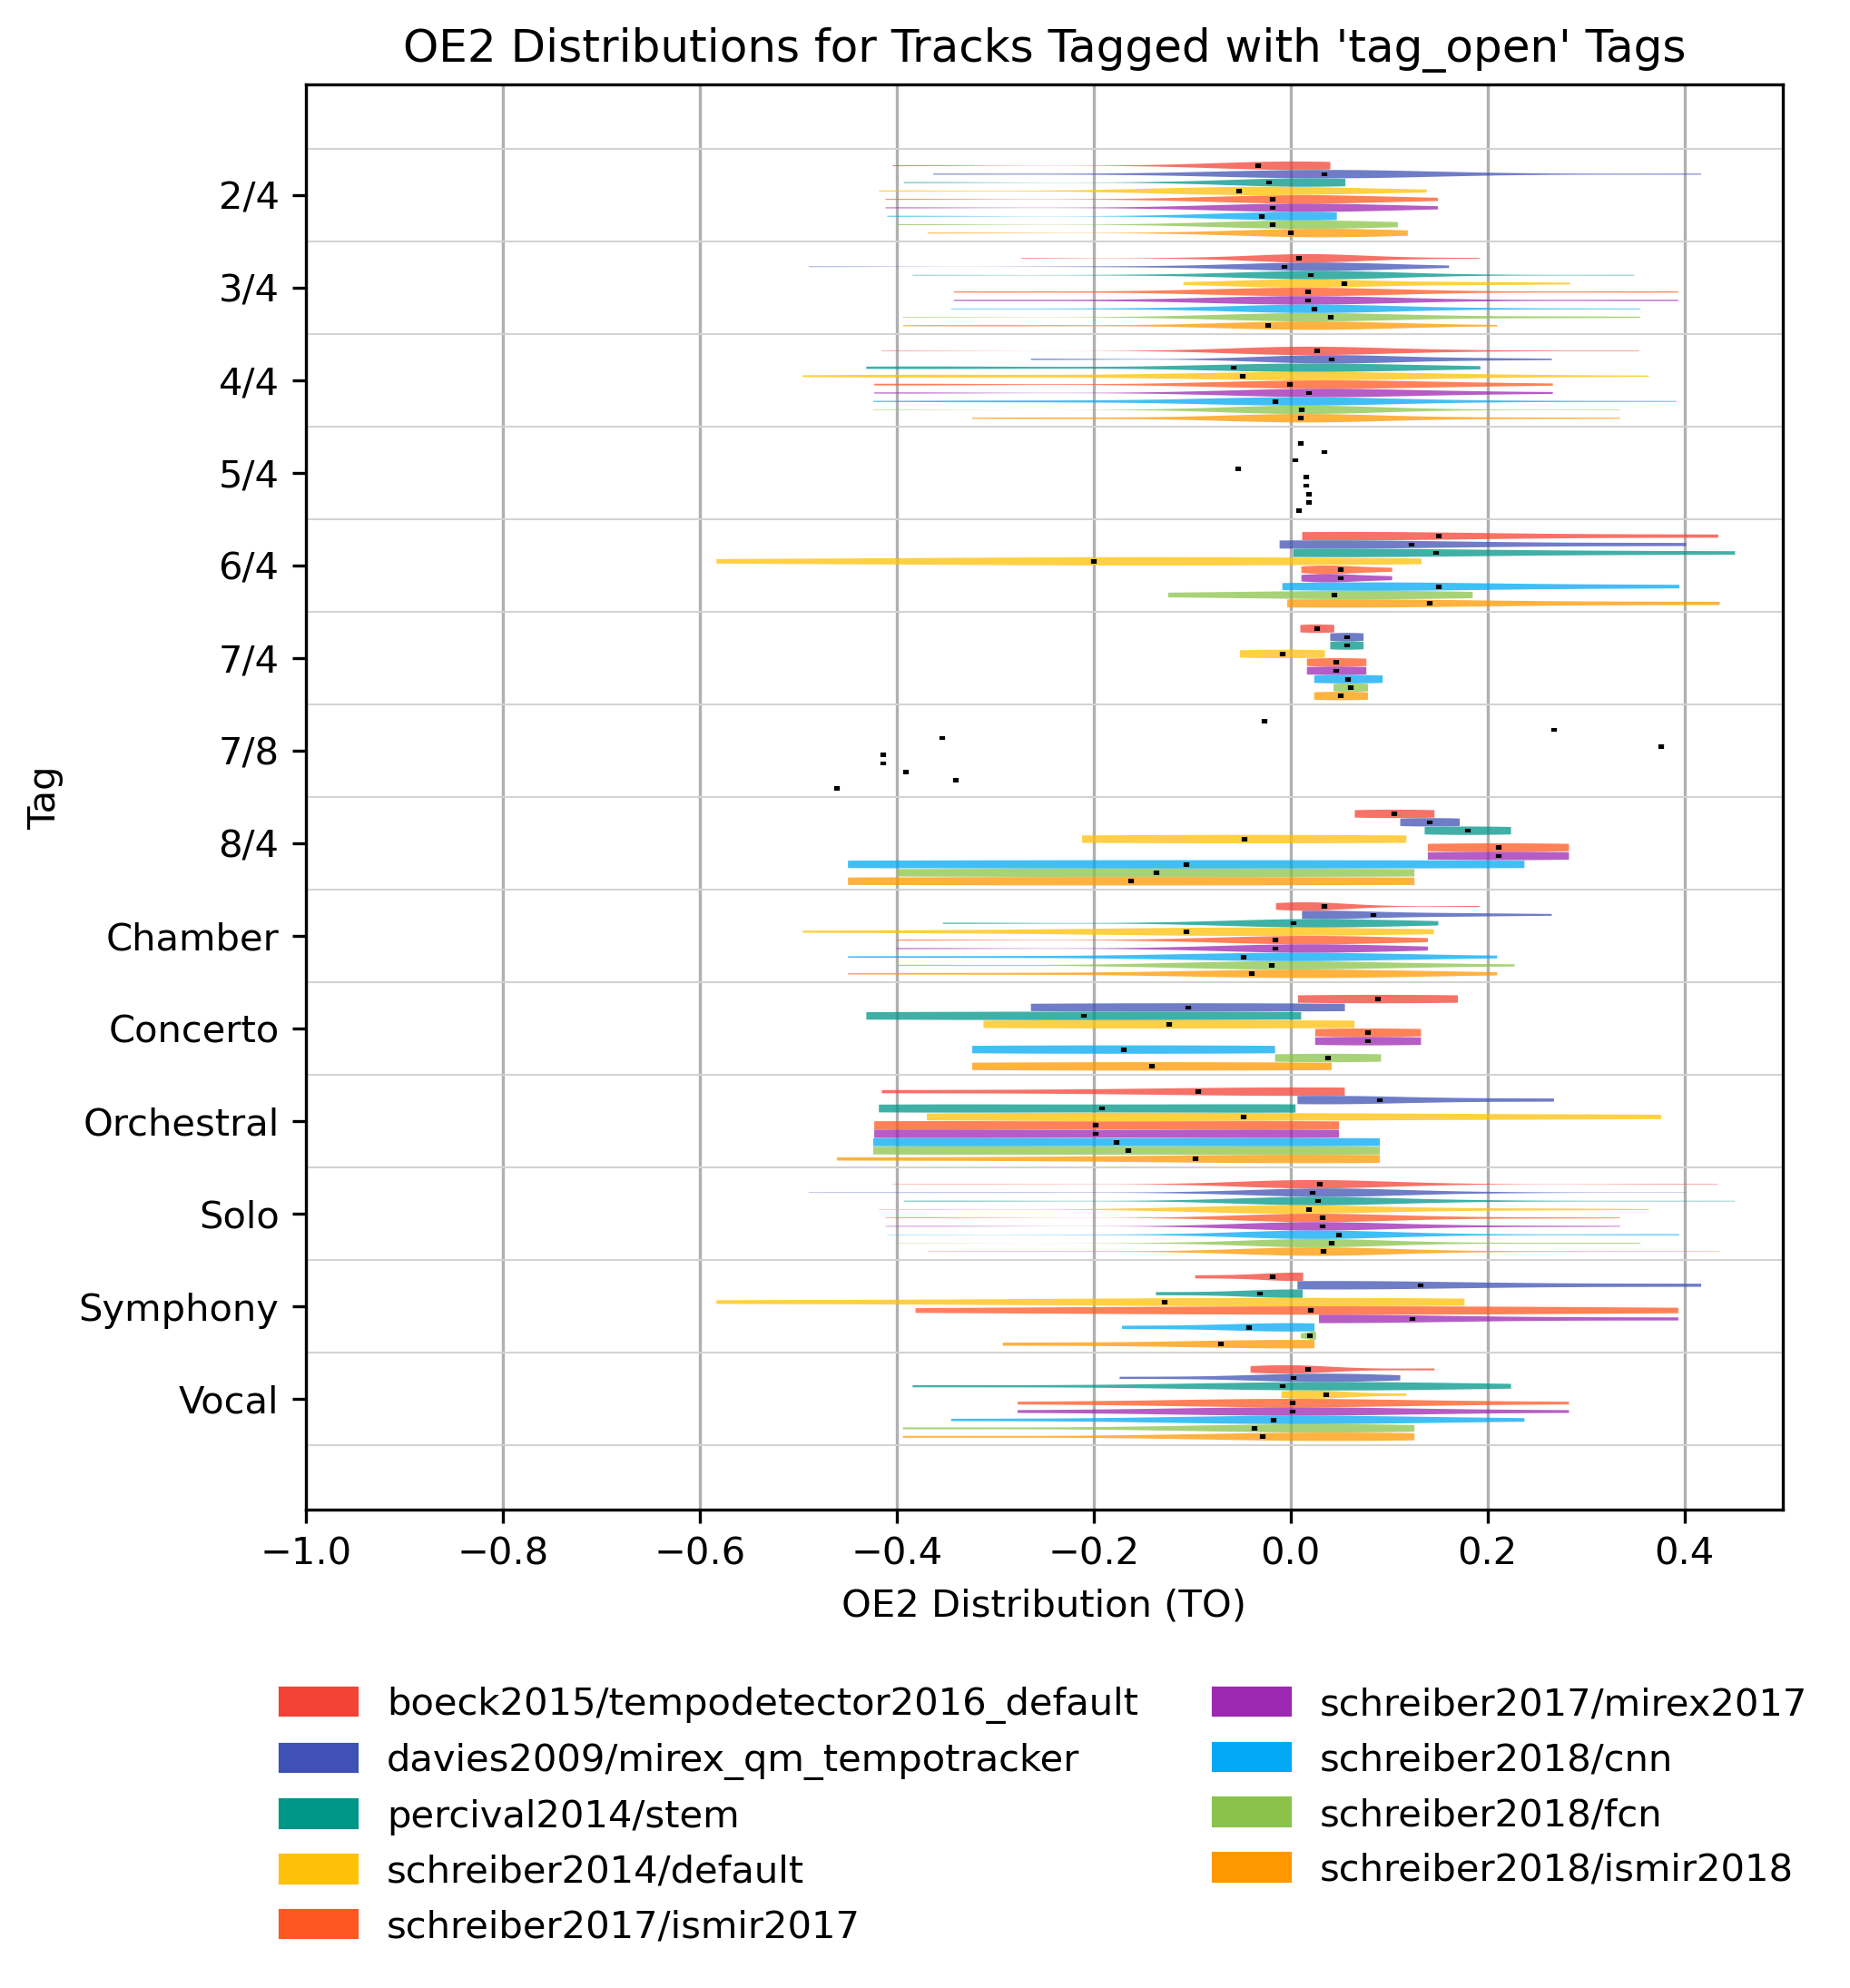 OE2 Distributions for Tracks Tagged with 'tag_open' Tags
Tag
2/4
3/4
4/4
5/4
6/4
7/4
7/8
8/4
Chamber
Concerto
Orchestral
Solo
Symphony
Vocal
−1.0 −0.8 −0.6 −0.4 −0.2 0.0 0.2 0.4
OE2 Distribution (TO)
boeck2015/tempodetector2016_default
davies2009/mirex_qm_tempotracker
percival2014/stem
schreiber2014/default
schreiber2017/ismir2017
schreiber2017/mirex2017
schreiber2018/cnn
schreiber2018/fcn
schreiber2018/ismir2018